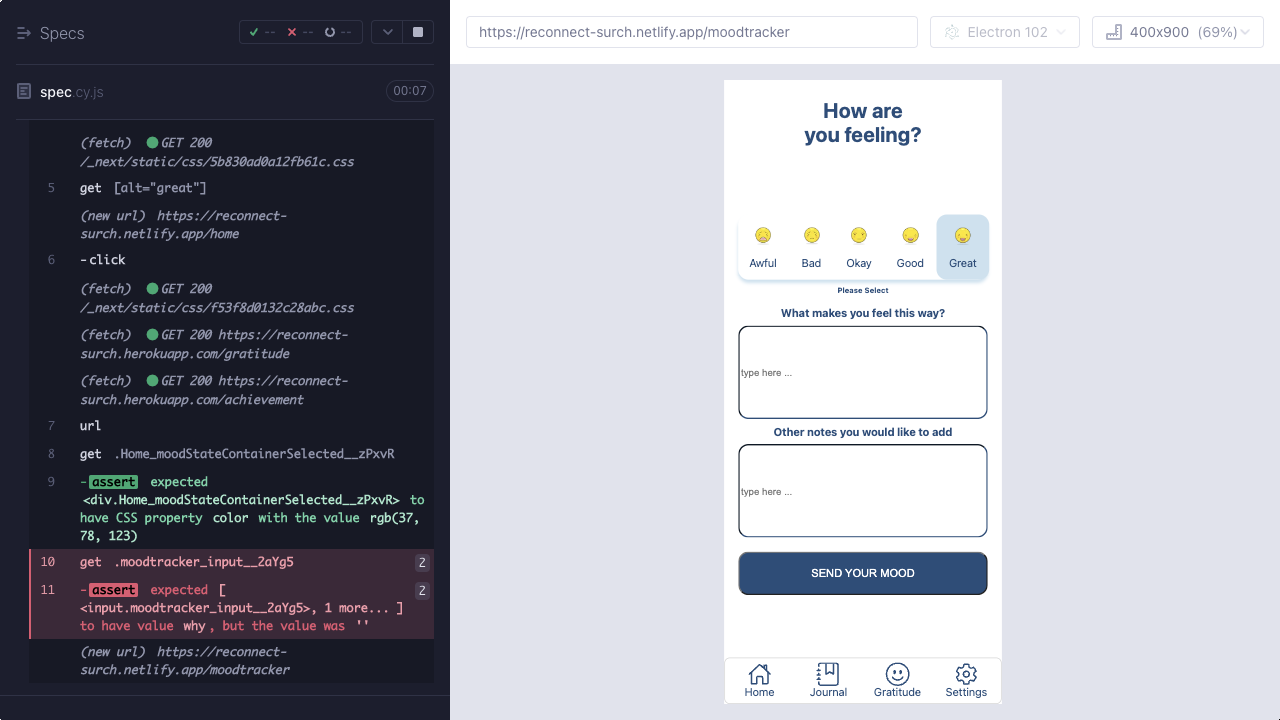 Specs
-- -- --
spec.cy.js
00:07
(fetch) GET 200
/_next/static/css/5b830ad0a12fb61c.css
5 get [alt="great"]
(new url) https://reconnect-
surch.netlify.app/home
6 -click
(fetch) GET 200
/_next/static/css/f53f8d0132c28abc.css
(fetch) GET 200 https://reconnect-
surch.herokuapp.com/gratitude
(fetch) GET 200 https://reconnect-
surch.herokuapp.com/achievement
7 url
8 get .Home_moodStateContainerSelected__zPxvR
9 -assert expected
<div.Home_moodStateContainerSelected__zPxvR> to
have CSS property color with the value rgb(37,
78, 123)
10 get .moodtracker_input__2aYg5 2
11 -assert expected [ 2
<input.moodtracker_input__2aYg5>, 1 more... ]
to have value why, but the value was ''
(new url) https://reconnect-
surch.netlify.app/moodtracker
https://reconnect-surch.netlify.app/moodtracker
Electron 102
400x900 (69%)
How are
you feeling?
Awful Bad Okay Good Great
Please Select
What makes you feel this way?
type here ...
Other notes you would like to add
type here ...
SEND YOUR MOOD
Home Journal Gratitude Settings